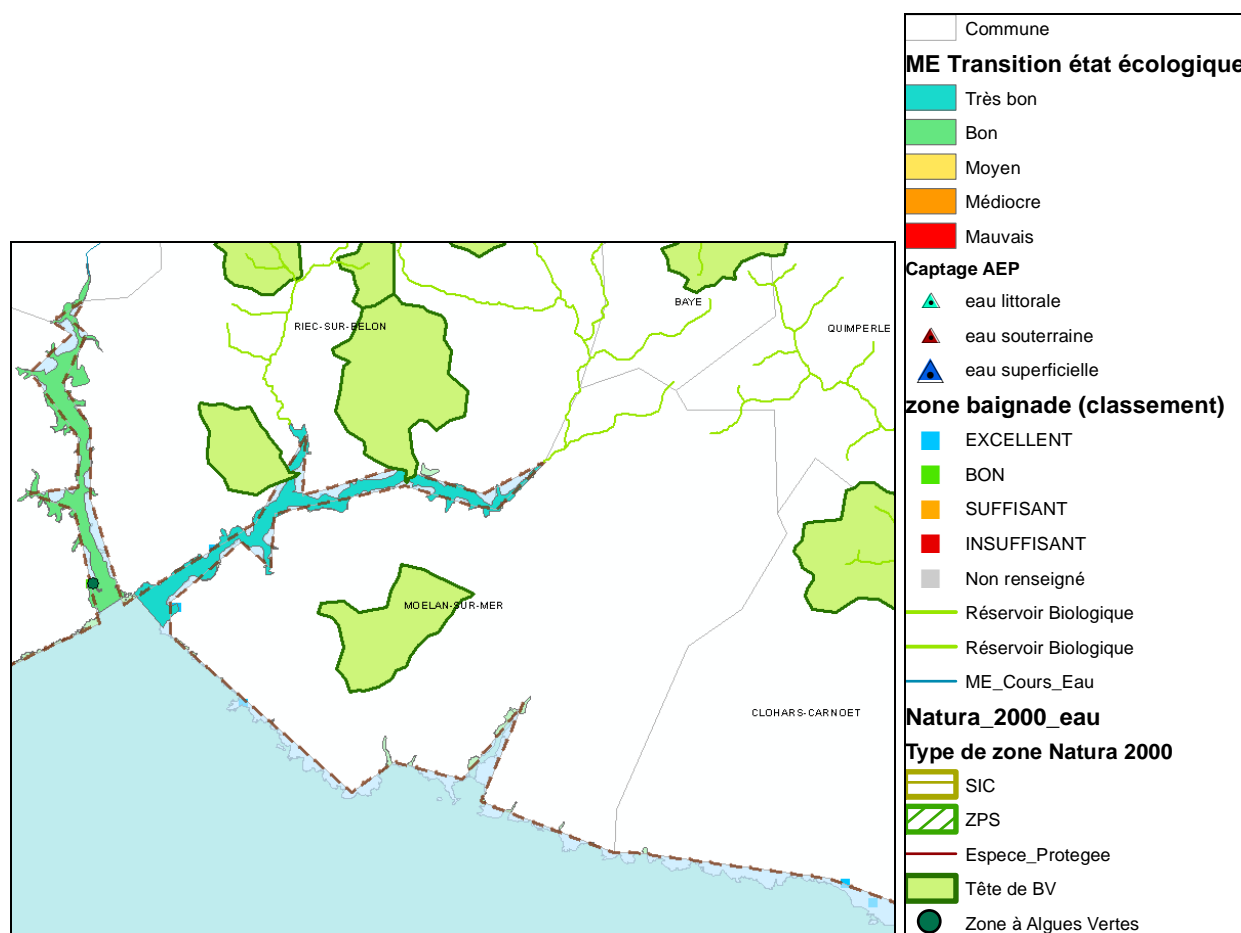 Commune
ME Transition état écologique
Très bon
Bon
Moyen
Médiocre
Mauvais
Captage AEP
eau littorale
eau souterraine
eau superficielle
zone baignade (classement)
EXCELLENT
BON
SUFFISANT
INSUFFISANT
Non renseigné
Réservoir Biologique
Réservoir Biologique
ME_Cours_Eau
Natura_2000_eau
Type de zone Natura 2000
SIC
ZPS
Espece_Protegee
Tête de BV
Zone à Algues Vertes
BAYE
RIEC-SUR-BELON
QUIMPERLE
MOELAN-SUR-MER
CLOHARS-CARNOET